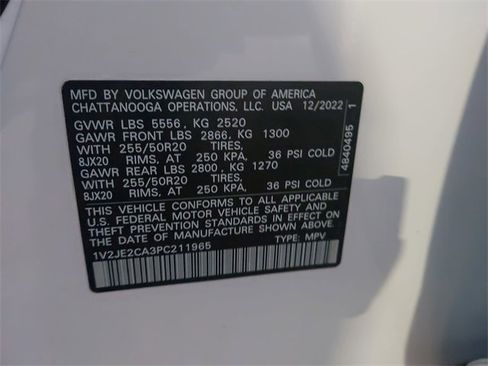 MFD BY VOLKSWAGEN GROUP OF AMERICA
CHATTANOOGA OPERATIONS, LLC. USA 12/2022
GVWR LBS 5556 , KG 2520
GAWR FRONT LBS 2866, KG 1300
WITH 255/50R20
8JX20 RIMS, AT 250 KPA, 36 PSI COLD
GAWR REAR LBS 2800, KG 1270
WITH 255/50R20
8JX20 RIMS, AT 250 KPA, 36 PSI COLD
THIS VEHICLE CONFORMS TO ALL APPLICABLE
U.S. FEDERAL MOTOR VEHICLE SAFETY AND
BUMPER STANDARDS IN EFFECT ON THE
DATE OF MANUFACTURE SHOWN ABOVE.
1V2JE2CA3PC211965 TYPE: MPV
4840495 1